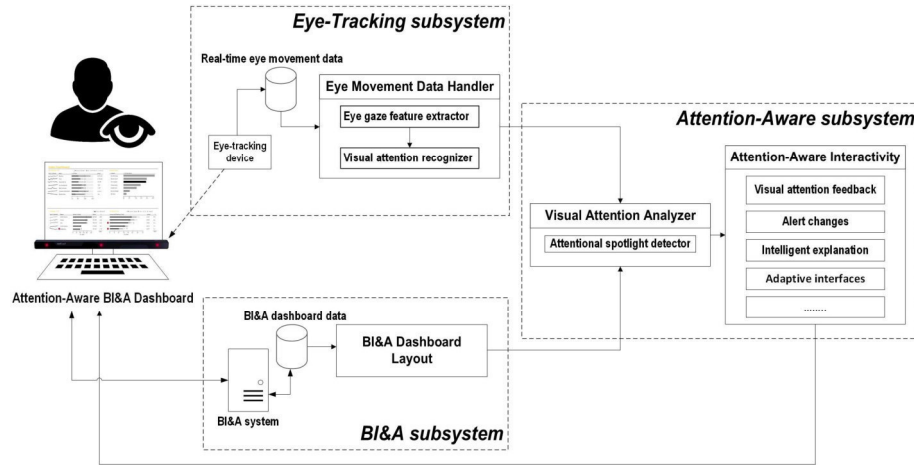 Eye-Tracking subsystem
Real-time eye movement data
Eye Movement Data Handler
Eye gaze feature extractor
Visual attention recognizer
Eye-tracking
device
Attention-Aware subsystem
Attention-Aware Interactivity
Visual attention feedback
Alert changes
Intelligent explanation
Adaptive interfaces
........
Visual Attention Analyzer
Attentional spotlight detector
Attention-Aware BI&A Dashboard
BI&A dashboard data
BI&A Dashboard
Layout
BI&A system
BI&A subsystem